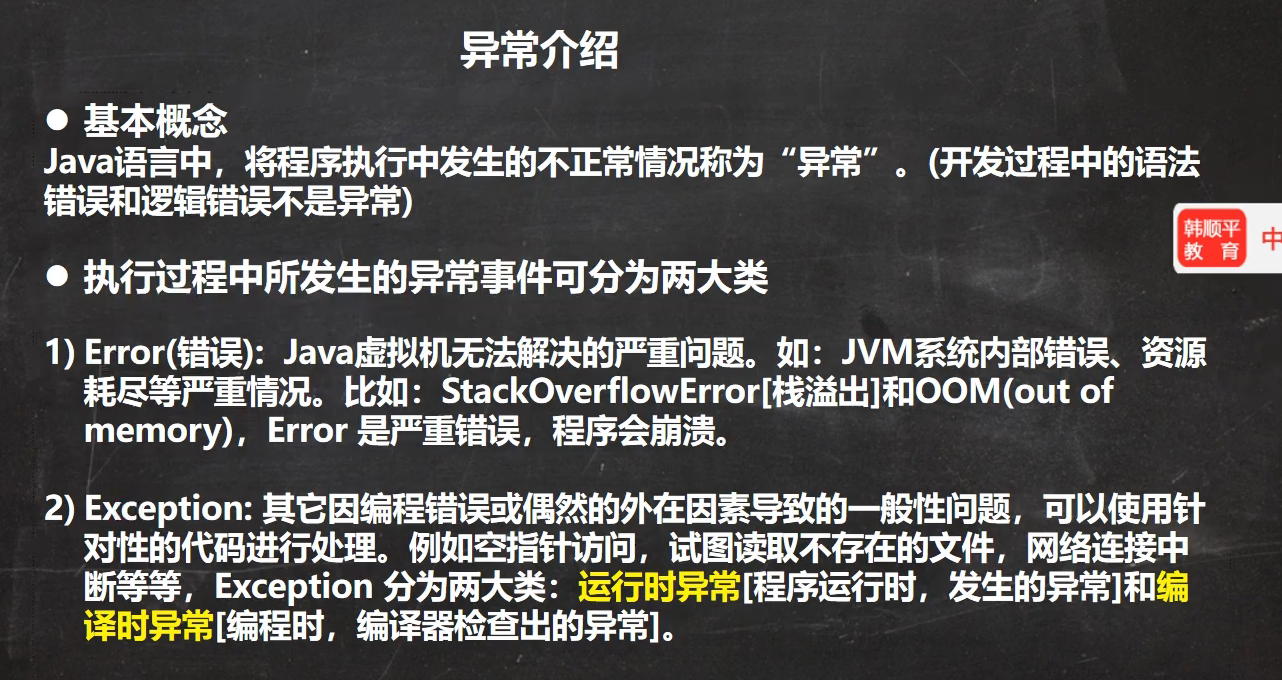 异常介绍
● 基本概念
Java语言中，将程序执行中发生的不正常情况称为“异常”。(开发过程中的语法
错误和逻辑错误不是异常)
韩顺平
教 育
中
● 执行过程中所发生的异常事件可分为两大类
1) Error(错误)：Java虚拟机无法解决的严重问题。如：JVM系统内部错误、资源
耗尽等严重情况。比如：StackOverflowError[栈溢出]和OOM(out of
memory)，Error 是严重错误，程序会崩溃。
2) Exception: 其它因编程错误或偶然的外在因素导致的一般性问题，可以使用针
对性的代码进行处理。例如空指针访问，试图读取不存在的文件，网络连接中
断等等，Exception 分为两大类：运行时异常[程序运行时，发生的异常]和编
译时异常[编程时，编译器检查出的异常]。